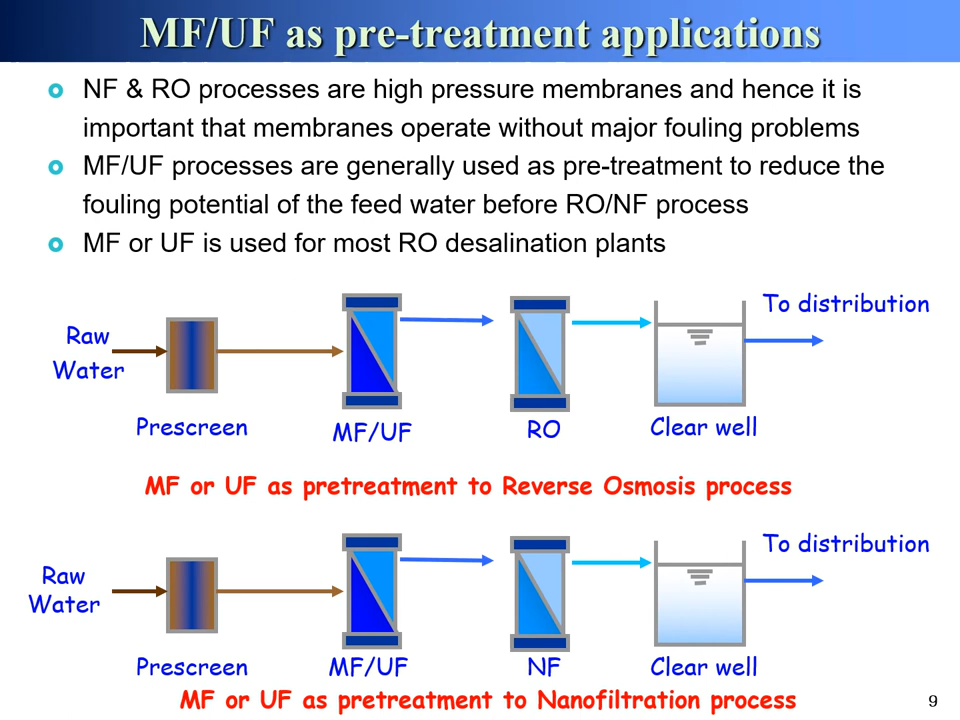 MF/UF as pre-treatment applications
NF & RO processes are high pressure membranes and hence it is
important that membranes operate without major fouling problems
MF/UF processes are generally used as pre-treatment to reduce the
fouling potential of the feed water before RO/NF process
MF or UF is used for most RO desalination plants
To distribution
Raw
Water
Prescreen
MF/UF
RO
Clear well
MF or UF as pretreatment to Reverse Osmosis process
To distribution
Raw
Water
Prescreen
MF/UF
NF
Clear well
MF or UF as pretreatment to Nanofiltration process
9